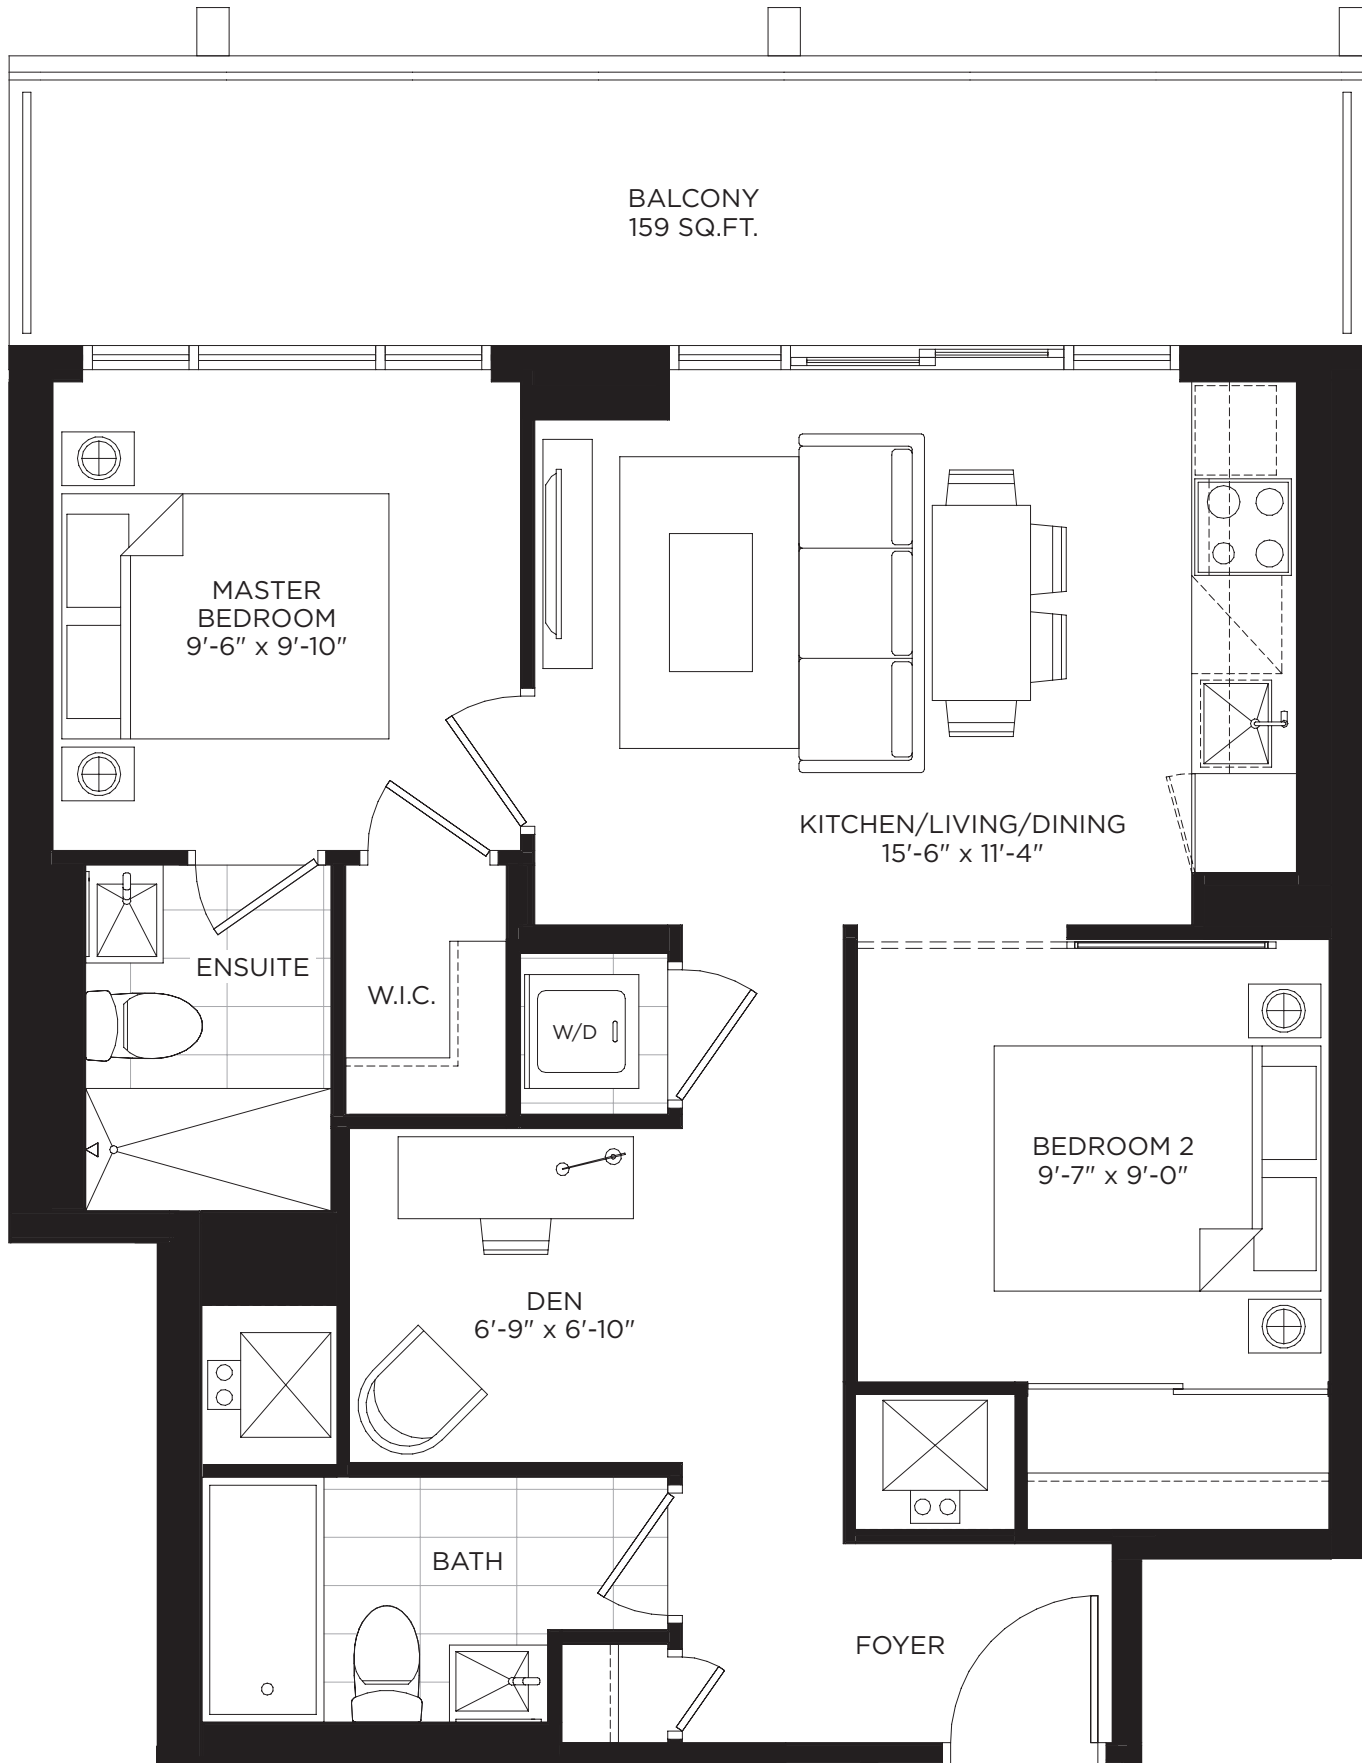 BALCONY
159 SQ.FT.
MASTER
BEDROOM
9'-6" x 9'-10"
KITCHEN/LIVING/DINING
15'-6" x 11'-4"
ENSUITE
W.I.C.
W/D
BEDROOM 2
9'-7" x 9'-0"
DEN
6'-9" x 6'-10"
BATH
FOYER